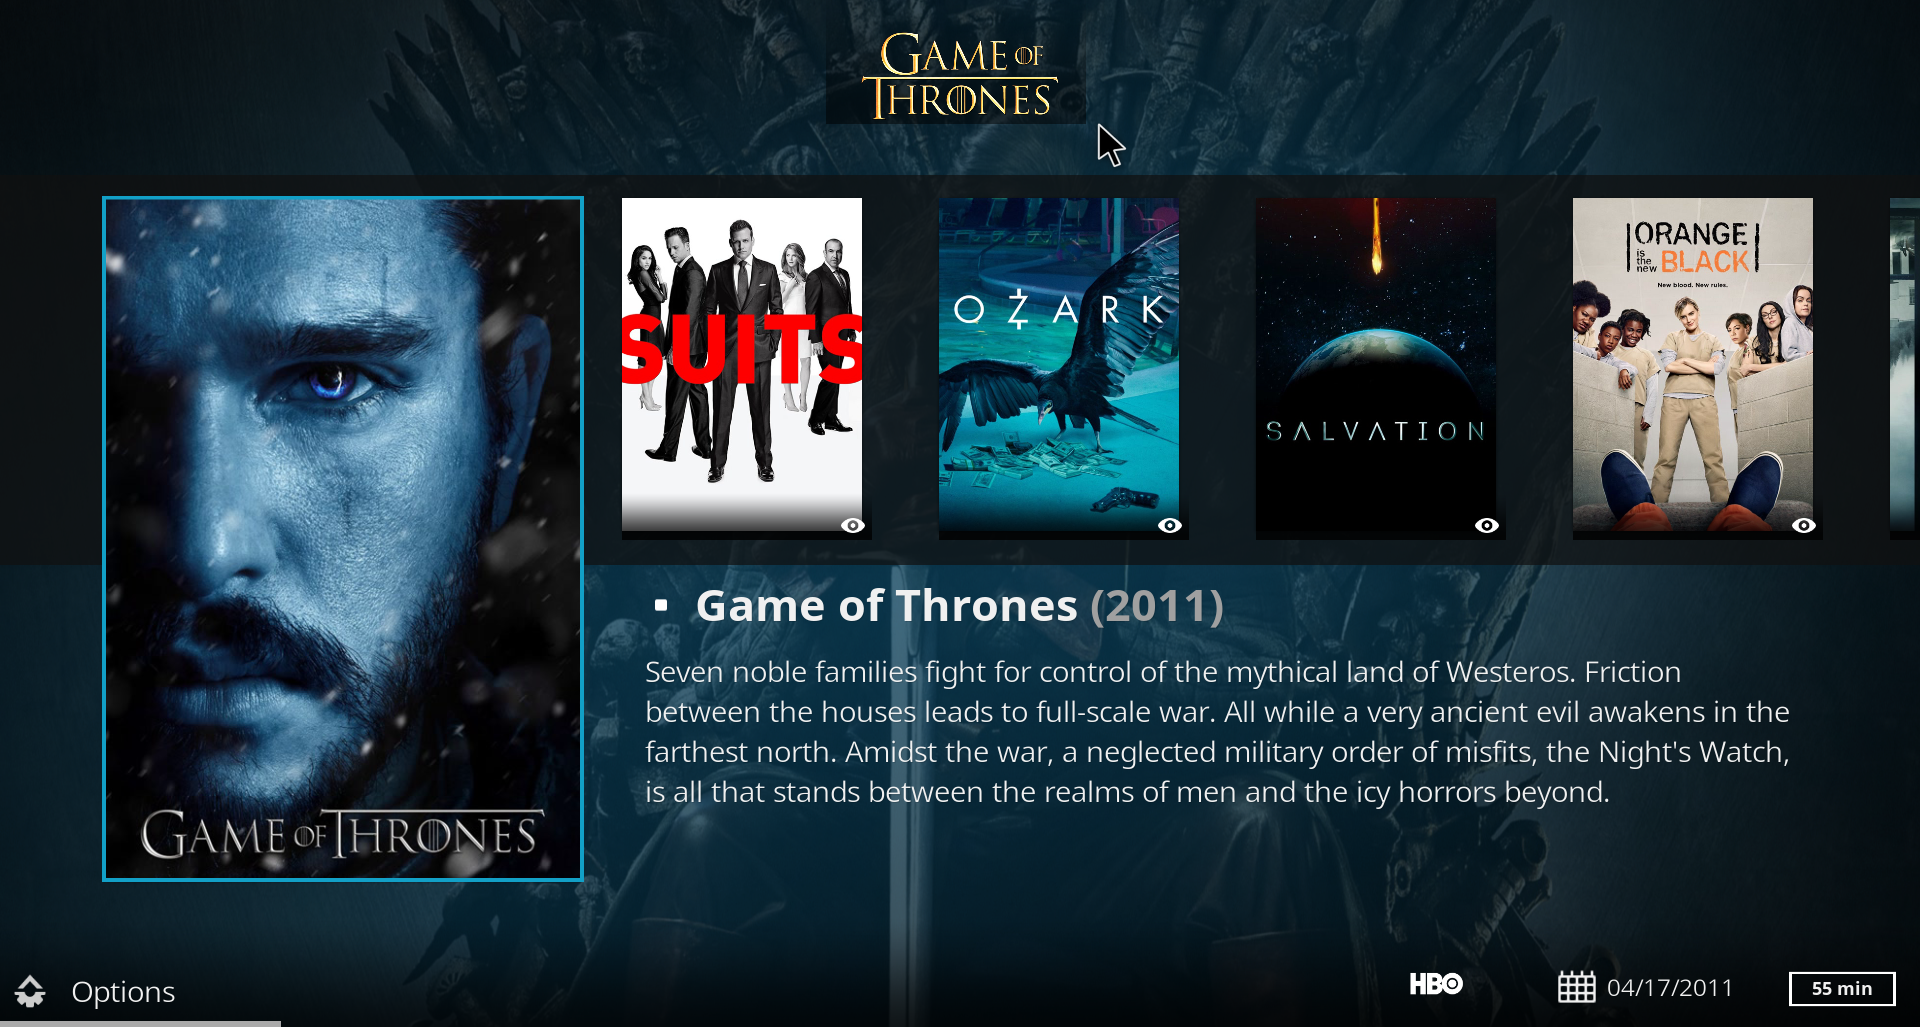 GAME OF
THRONES
SUITS
OZARK
SALVATION
ORANGE
is
the
new
BLACK
New blood. New rules.
GAME OF THRONES
Game of Thrones (2011)
Seven noble families fight for control of the mythical land of Westeros. Friction
between the houses leads to full-scale war. All while a very ancient evil awakens in the
farthest north. Amidst the war, a neglected military order of misfits, the Night's Watch,
is all that stands between the realms of men and the icy horrors beyond.
Options
HBO
04/17/2011
55 min